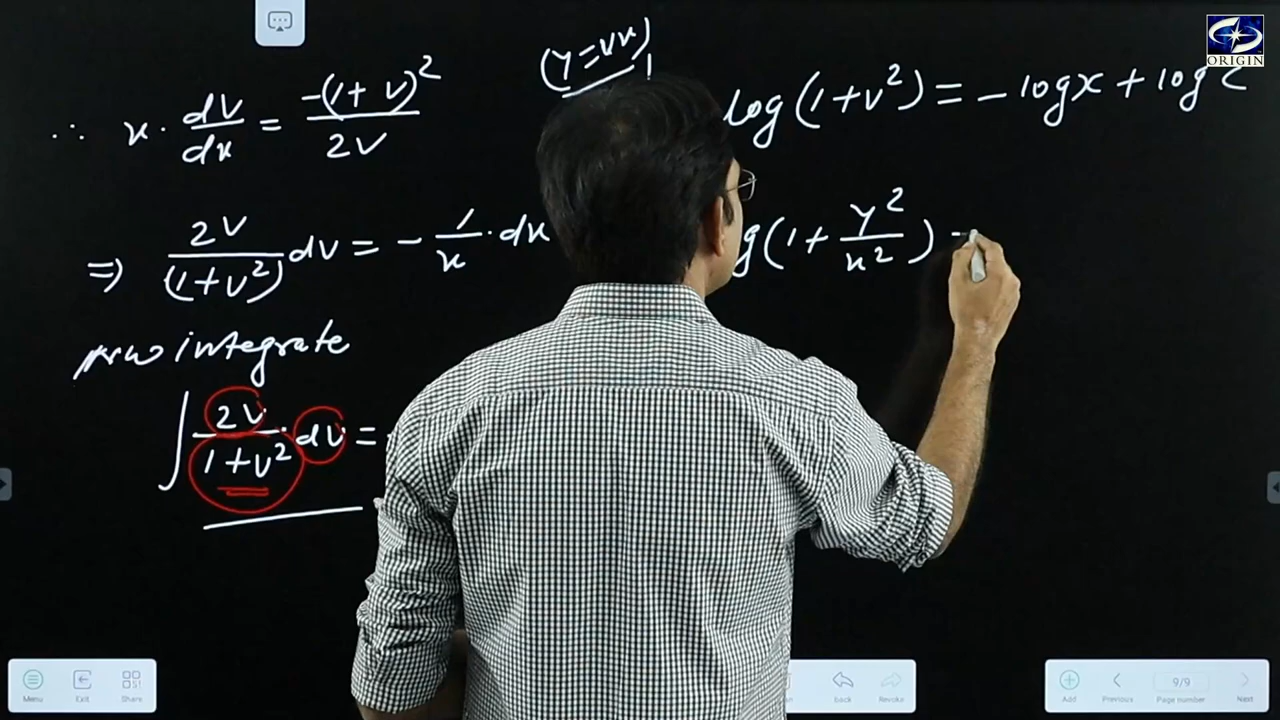 ORIGIN
(y = vx)
∴ x · dv/dx = -(1 + v)²/2v
⇒ 2v/(1+v²) dv = - 1/x · dx
now integrate
∫ 2v/1+v² · dv =
log(1+v²) = - log x + log c
g(1 + y²/x²) =
Menu
Exit
Share
back
Revoke
Add
Previous
9/9
Page number
Next